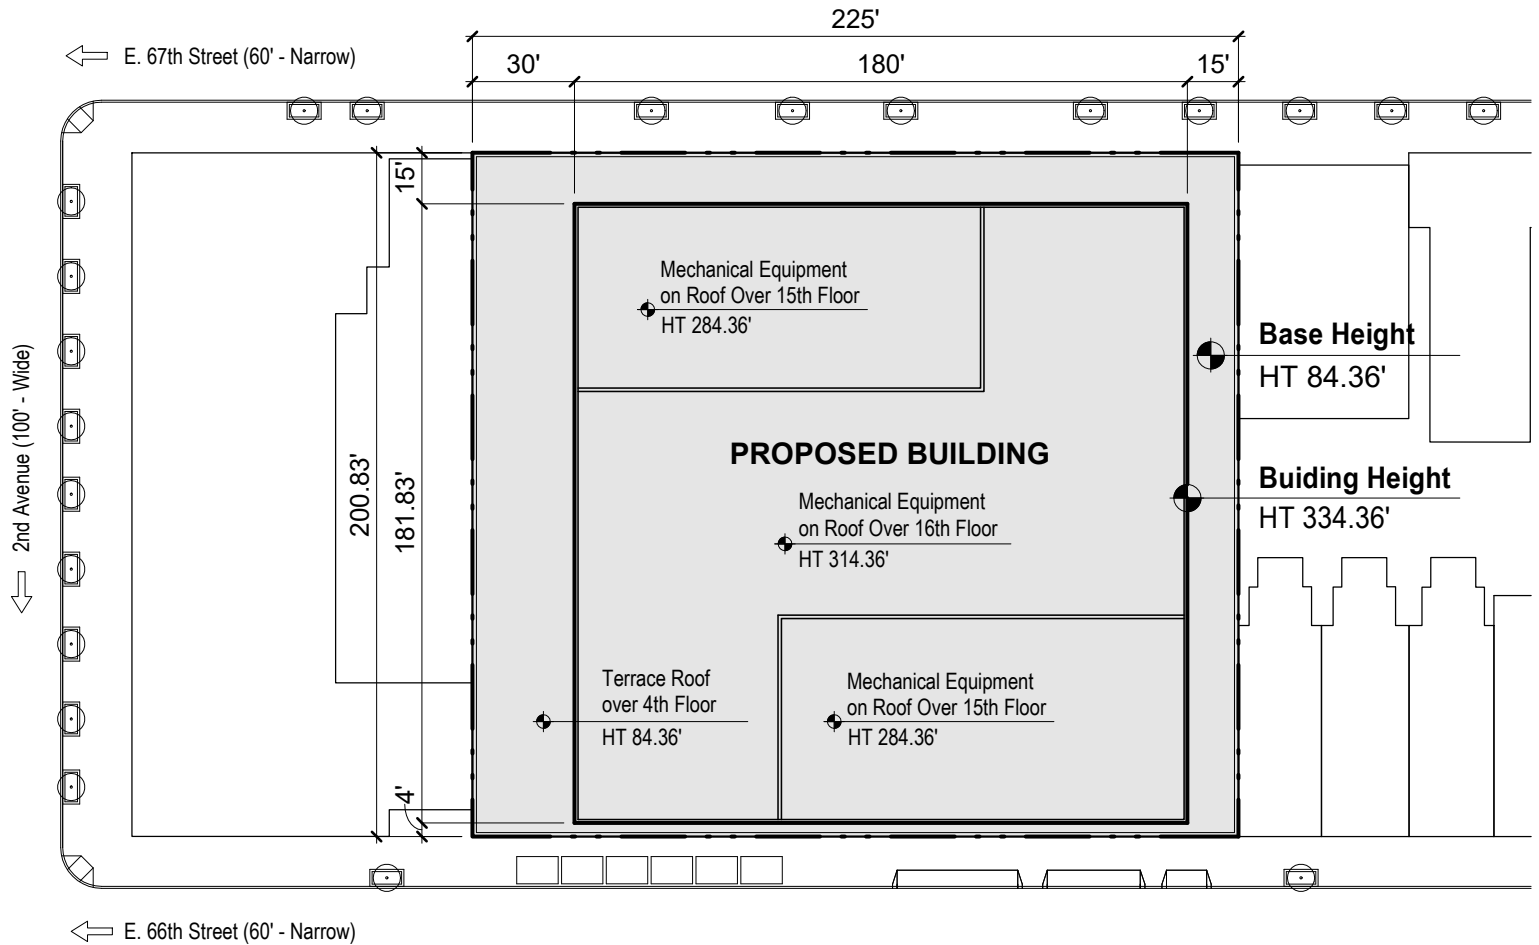 225'
E. 67th Street (60' - Narrow)
30'
180'
15'
15'
Mechanical Equipment
on Roof Over 15th Floor
HT 284.36'
Base Height
HT 84.36'
2nd Avenue (100' - Wide)
200.83'
181.83'
PROPOSED BUILDING
Buiding Height
HT 334.36'
Mechanical Equipment
on Roof Over 16th Floor
HT 314.36'
Terrace Roof
over 4th Floor
HT 84.36'
Mechanical Equipment
on Roof Over 15th Floor
HT 284.36'
4'
E. 66th Street (60' - Narrow)